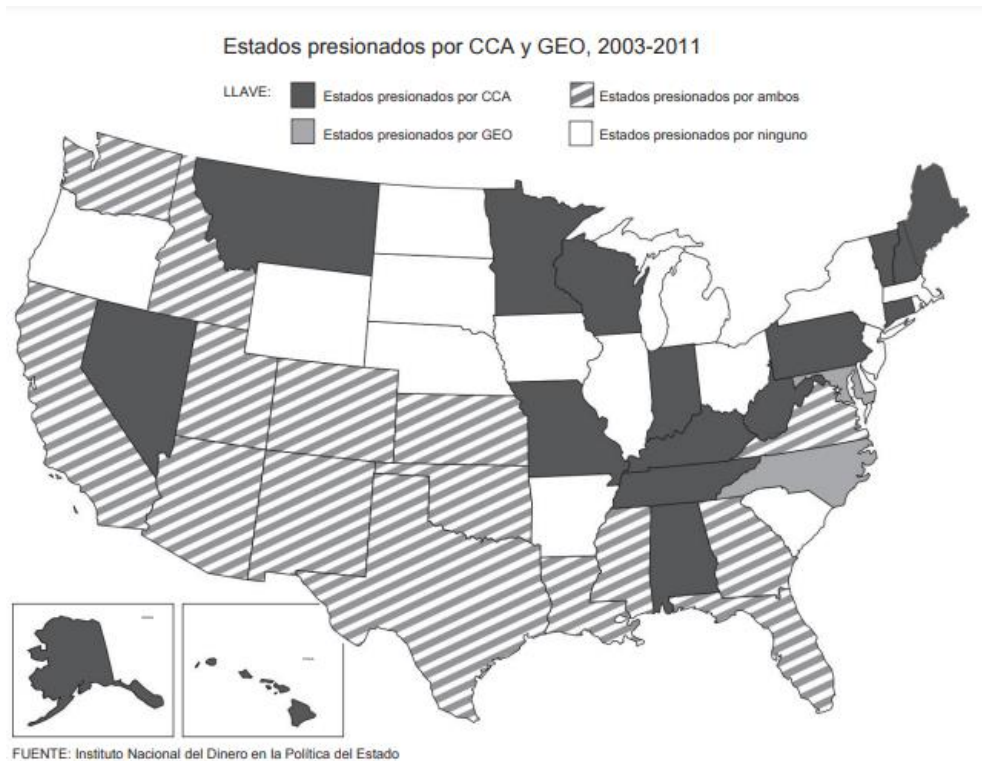 Estados presionados por CCA y GEO, 2003-2011
LLAVE:
Estados presionados por CCA
Estados presionados por ambos
Estados presionados por GEO
Estados presionados por ninguno
FUENTE: Instituto Nacional del Dinero en la Política del Estado